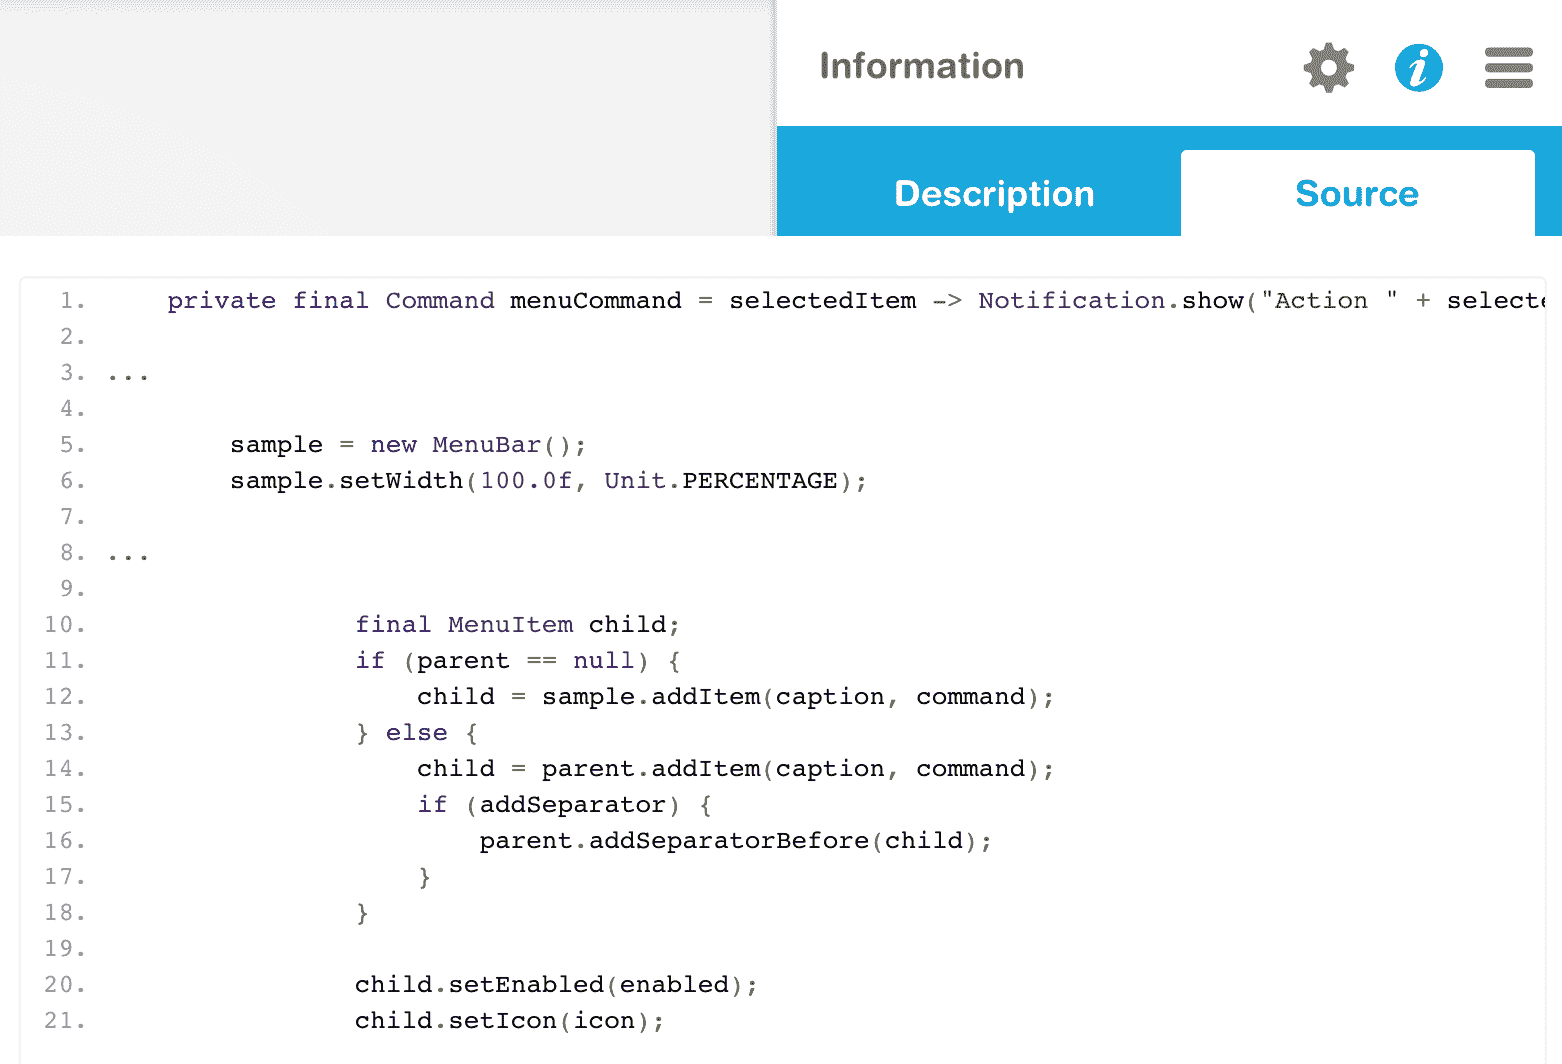 Information
Description Source
1. private final Command menuCommand = selectedItem -> Notification.show("Action " + selecte
2.
3. ...
4.
5. sample = new MenuBar();
6. sample.setWidth(100.0f, Unit.PERCENTAGE);
7.
8. ...
9.
10. final MenuItem child;
11. if (parent == null) {
12. child = sample.addItem(caption, command);
13. } else {
14. child = parent.addItem(caption, command);
15. if (addSeparator) {
16. parent.addSeparatorBefore(child);
17. }
18. }
19.
20. child.setEnabled(enabled);
21. child.setIcon(icon);